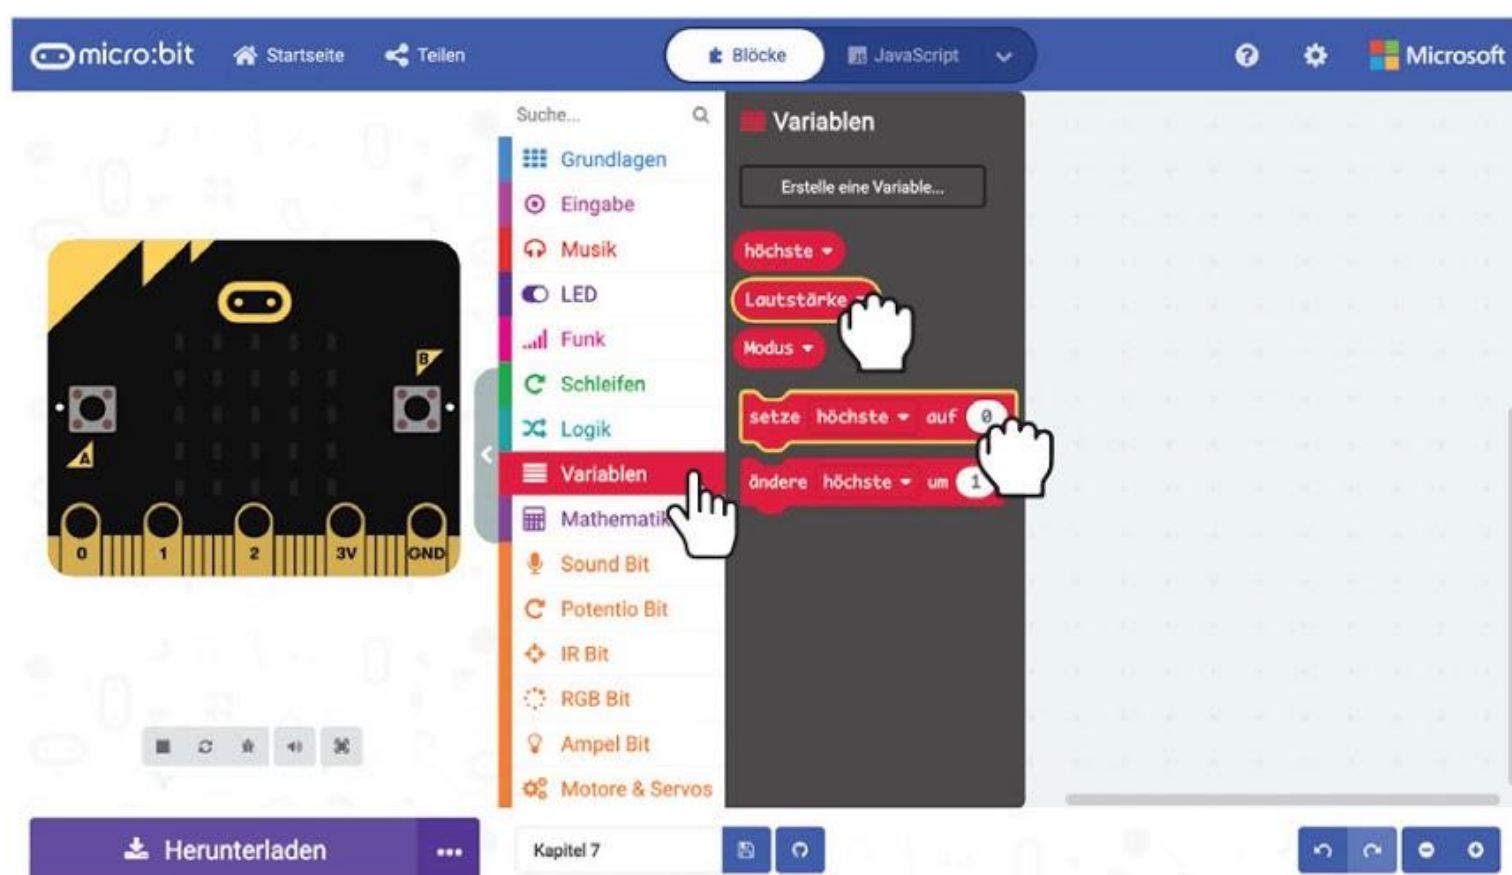 micro:bit Startseite Teilen Blöcke JavaScript Microsoft
Suche...
Grundlagen
Eingabe
Musik
LED
Funk
Schleifen
Logik
Variablen
Mathematik
Sound Bit
Potentio Bit
IR Bit
RGB Bit
Ampel Bit
Motore & Servos
Variablen
Erstelle eine Variable...
höchste
Lautstärke
Modus
setze höchste auf 0
ändere höchste um 1
B
A
0 1 2 3V GND
Herunterladen ...
Kapitel 7